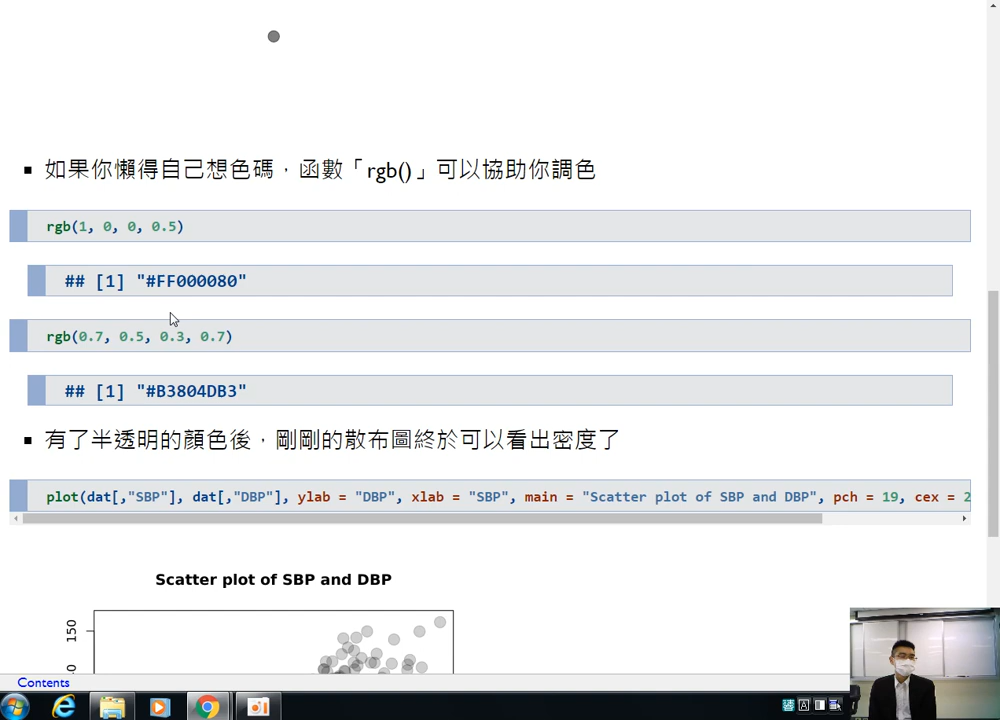 如果你懶得自己想色碼，函數「rgb()」可以協助你調色
rgb(1, 0, 0, 0.5)
## [1] "#FF000080"
rgb(0.7, 0.5, 0.3, 0.7)
## [1] "#B3804DB3"
有了半透明的顏色後，剛剛的散布圖終於可以看出密度了
plot(dat[,"SBP"], dat[,"DBP"], ylab = "DBP", xlab = "SBP", main = "Scatter plot of SBP and DBP", pch = 19, cex = 2
Scatter plot of SBP and DBP
150
Contents